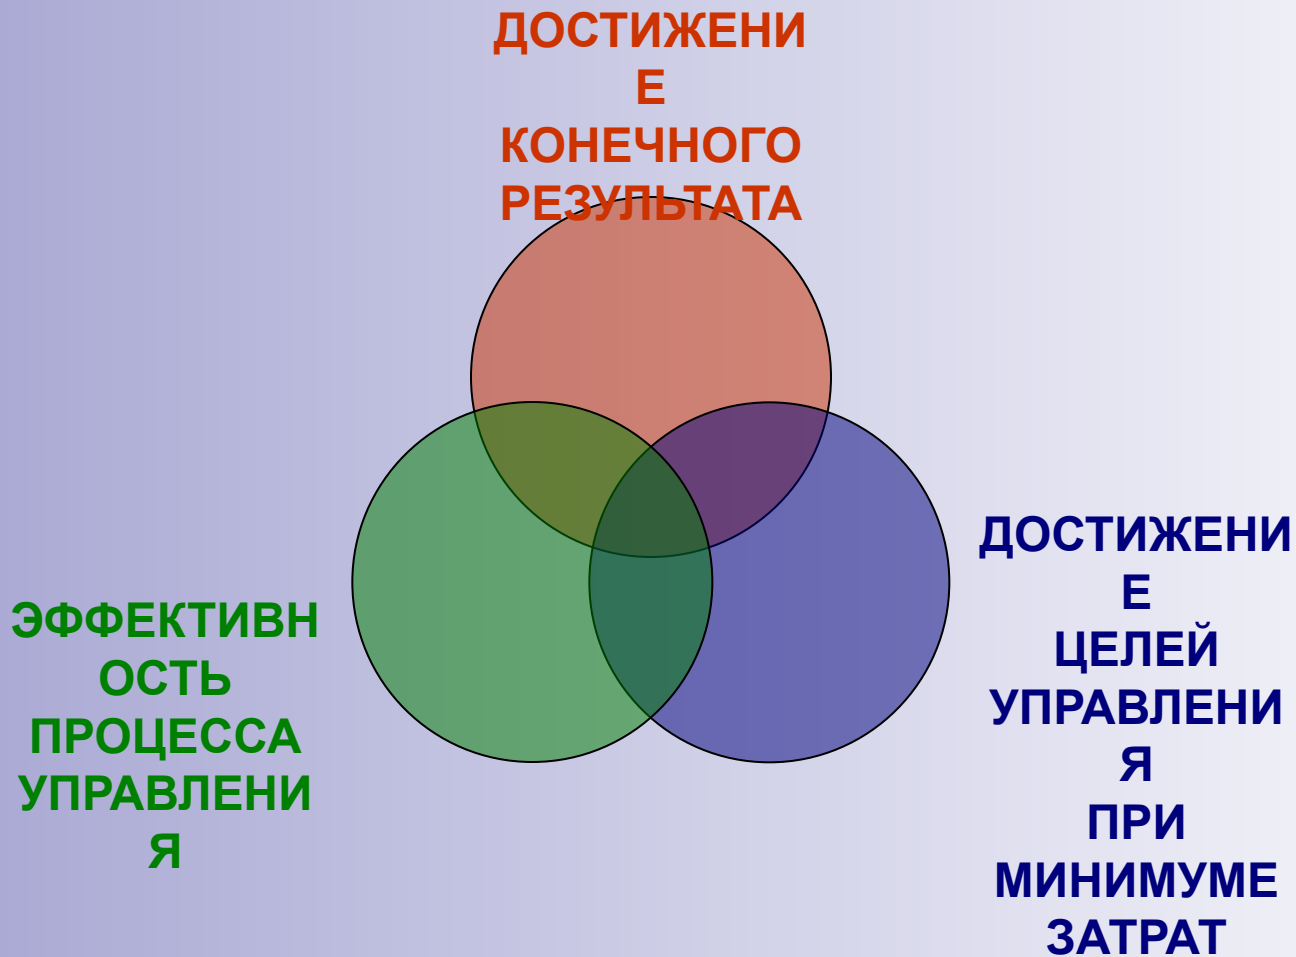 ДОСТИЖЕНИ
Е
КОНЕЧНОГО
РЕЗУЛЬТАТА
ЭФФЕКТИВН
ОСТЬ
ПРОЦЕССА
УПРАВЛЕНИ
Я
ДОСТИЖЕНИ
Е
ЦЕЛЕЙ
УПРАВЛЕНИ
Я
ПРИ
МИНИМУМЕ
ЗАТРАТ